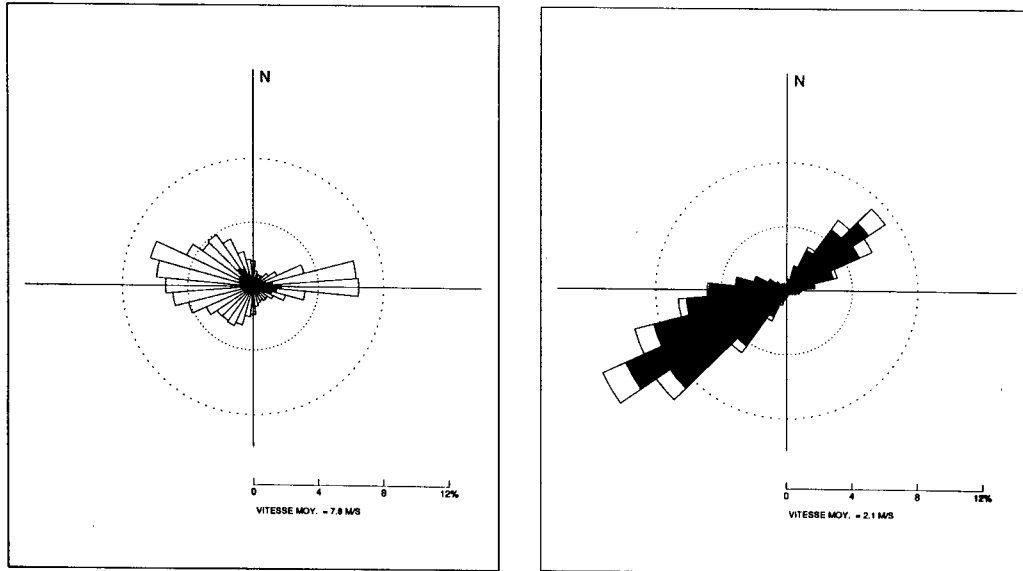 N
0 4 8 12%
VITESSE MOY. = 7.8 M/S
N
0 4 8 12%
VITESSE MOY. = 2.1 M/S